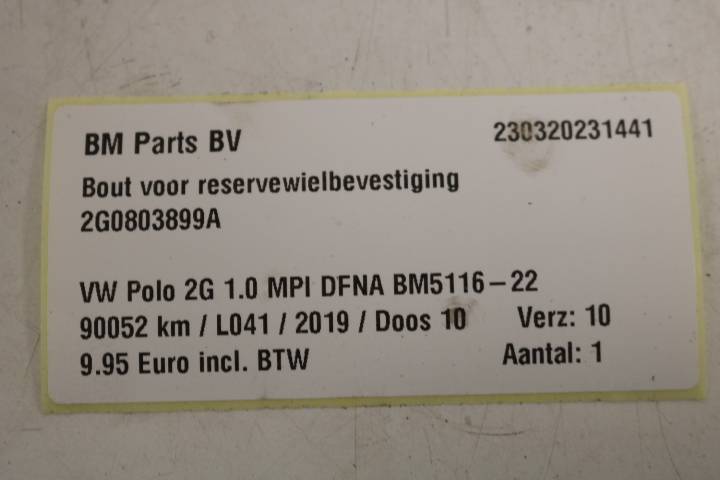 BM Parts BV 230320231441
Bout voor reservewielbevestiging
2G0803899A
VW Polo 2G 1.0 MPI DFNA BM5116-22
90052 km / L041 / 2019 / Doos 10 Verz: 10
9.95 Euro incl. BTW Aantal: 1